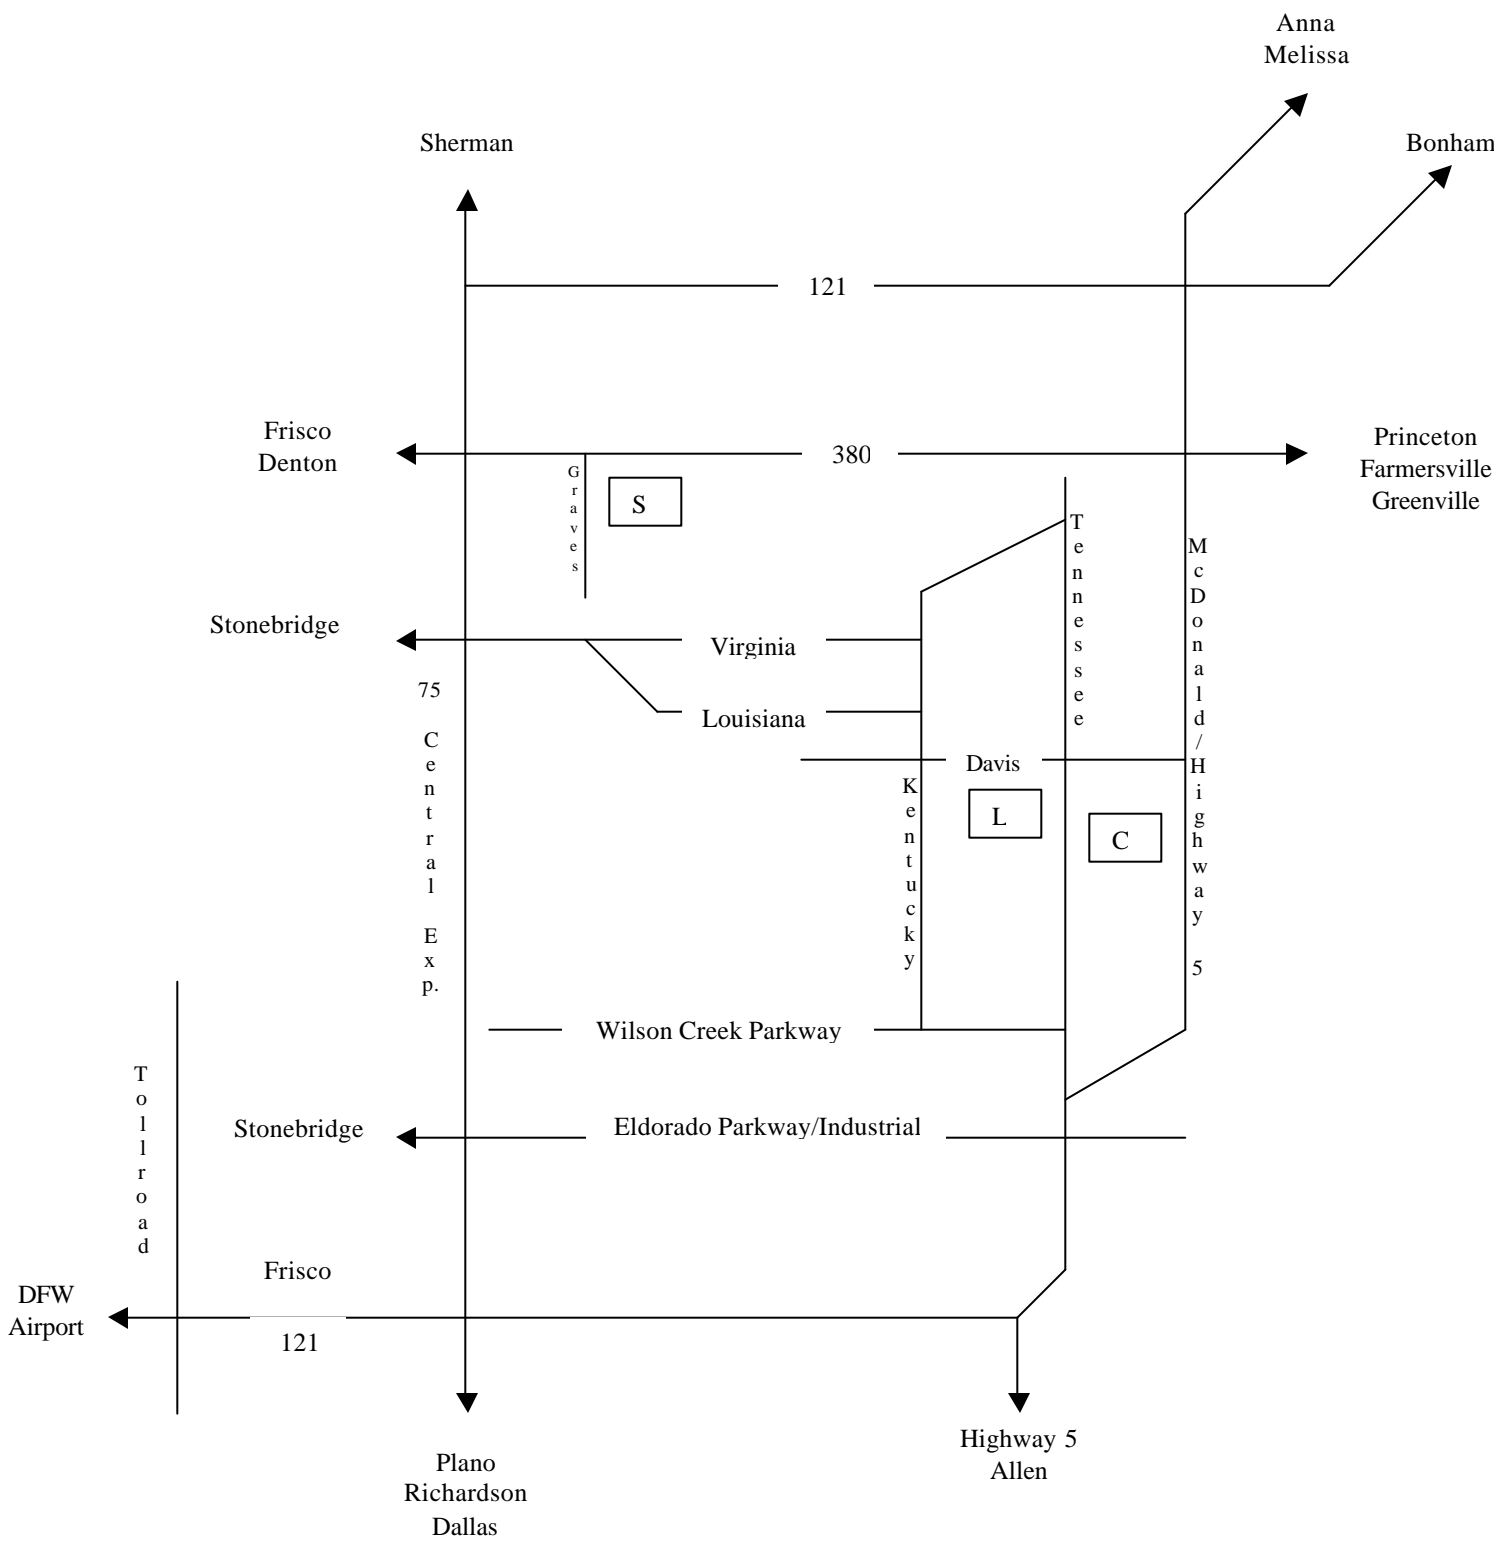 Anna
Melissa
Sherman
Bonham
121
Frisco
Denton
380
Princeton
Farmersville
Greenville
Graves
S
Tennessee
McDonald/Highway 5
Stonebridge
Virginia
75 Central Exp.
Louisiana
Davis
Kentucky
L
C
Wilson Creek Parkway
Tollroad
Stonebridge
Eldorado Parkway/Industrial
Frisco
DFW
Airport
121
Highway 5
Allen
Plano
Richardson
Dallas